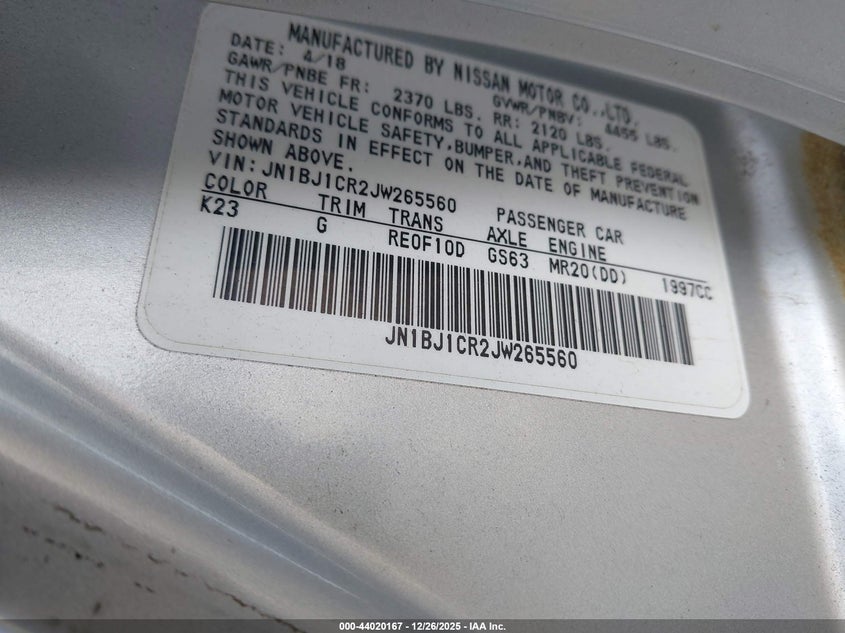 MANUFACTURED BY NISSAN MOTOR CO.,LTD.
DATE: 4/18 GVWR/PNBV: 4455 LBS.
GAWR/PNBE FR: 2370 LBS. RR: 2120 LBS.
THIS VEHICLE CONFORMS TO ALL APPLICABLE FEDERAL
MOTOR VEHICLE SAFETY,BUMPER,AND THEFT PREVENTION
STANDARDS IN EFFECT ON THE DATE OF MANUFACTURE
SHOWN ABOVE.
VIN: JN1BJ1CR2JW265560 PASSENGER CAR
COLOR TRIM TRANS AXLE ENGINE
K23 G RE0F10D GS63 MR20(DD) 1997CC
JN1BJ1CR2JW265560
000-44020167 - 12/26/2025 - IAA Inc.